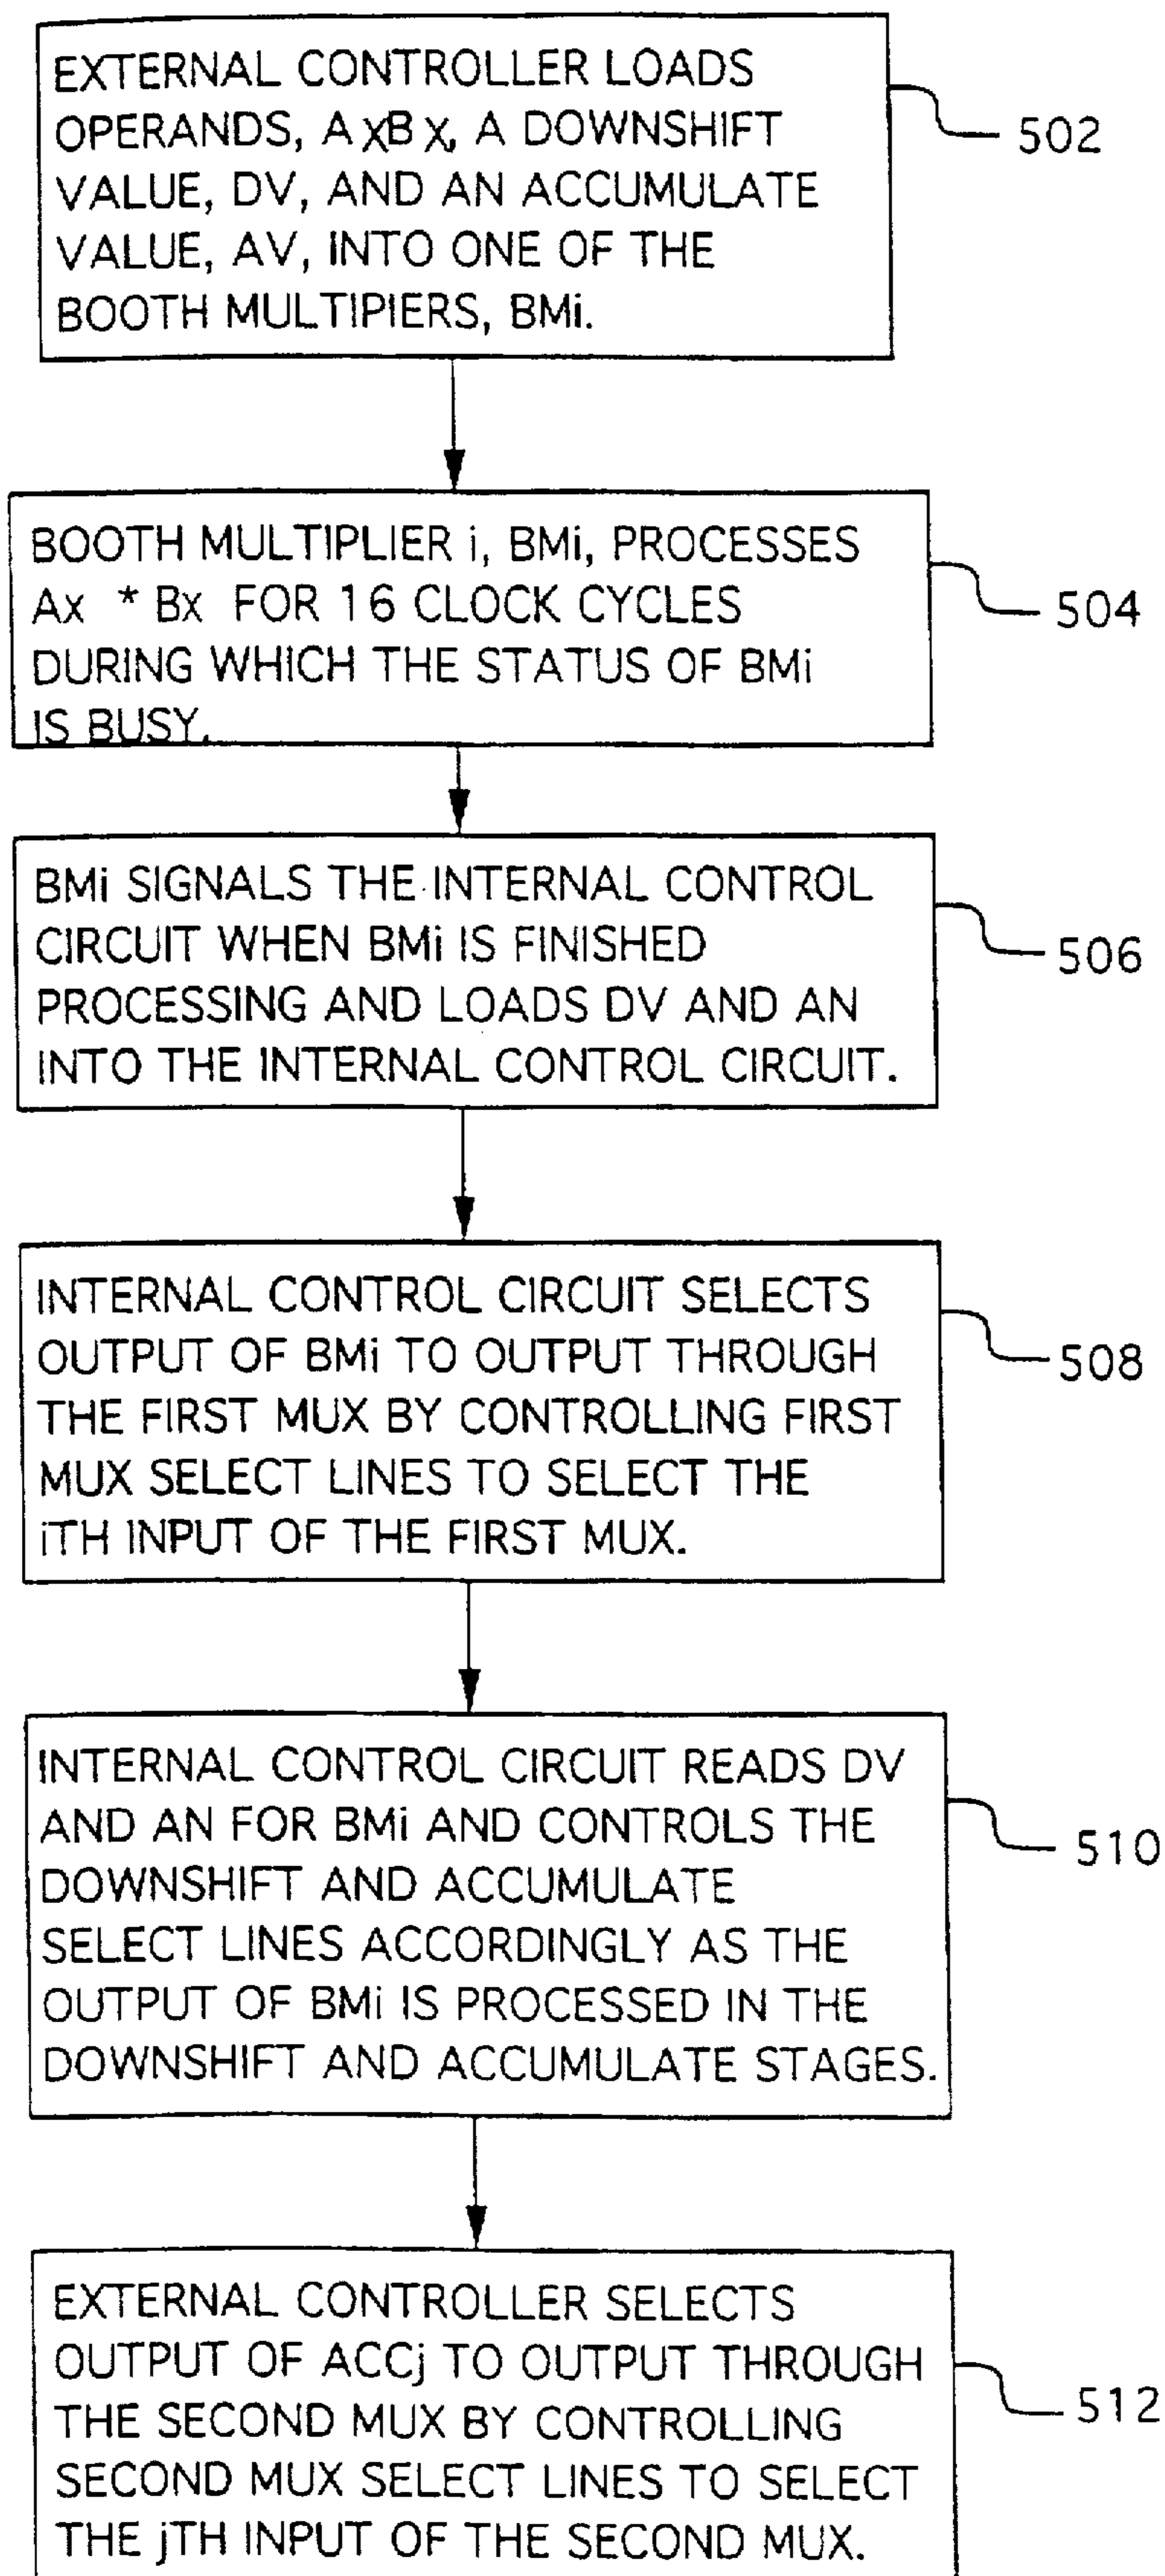 EXTERNAL CONTROLLER LOADS
OPERANDS, AXBX, A DOWNSHIFT
VALUE, DV, AND AN ACCUMULATE
VALUE, AV, INTO ONE OF THE
BOOTH MULTIPIERS, BMi.
502
BOOTH MULTIPLIER i, BMi, PROCESSES
AX * BX FOR 16 CLOCK CYCLES
DURING WHICH THE STATUS OF BMi
IS BUSY.
504
BMi SIGNALS THE INTERNAL CONTROL
CIRCUIT WHEN BMi IS FINISHED
PROCESSING AND LOADS DV AND AN
INTO THE INTERNAL CONTROL CIRCUIT.
506
INTERNAL CONTROL CIRCUIT SELECTS
OUTPUT OF BMi TO OUTPUT THROUGH
THE FIRST MUX BY CONTROLLING FIRST
MUX SELECT LINES TO SELECT THE
iTH INPUT OF THE FIRST MUX.
508
INTERNAL CONTROL CIRCUIT READS DV
AND AN FOR BMi AND CONTROLS THE
DOWNSHIFT AND ACCUMULATE
SELECT LINES ACCORDINGLY AS THE
OUTPUT OF BMi IS PROCESSED IN THE
DOWNSHIFT AND ACCUMULATE STAGES.
510
EXTERNAL CONTROLLER SELECTS
OUTPUT OF ACCj TO OUTPUT THROUGH
THE SECOND MUX BY CONTROLLING
SECOND MUX SELECT LINES TO SELECT
THE jTH INPUT OF THE SECOND MUX.
512